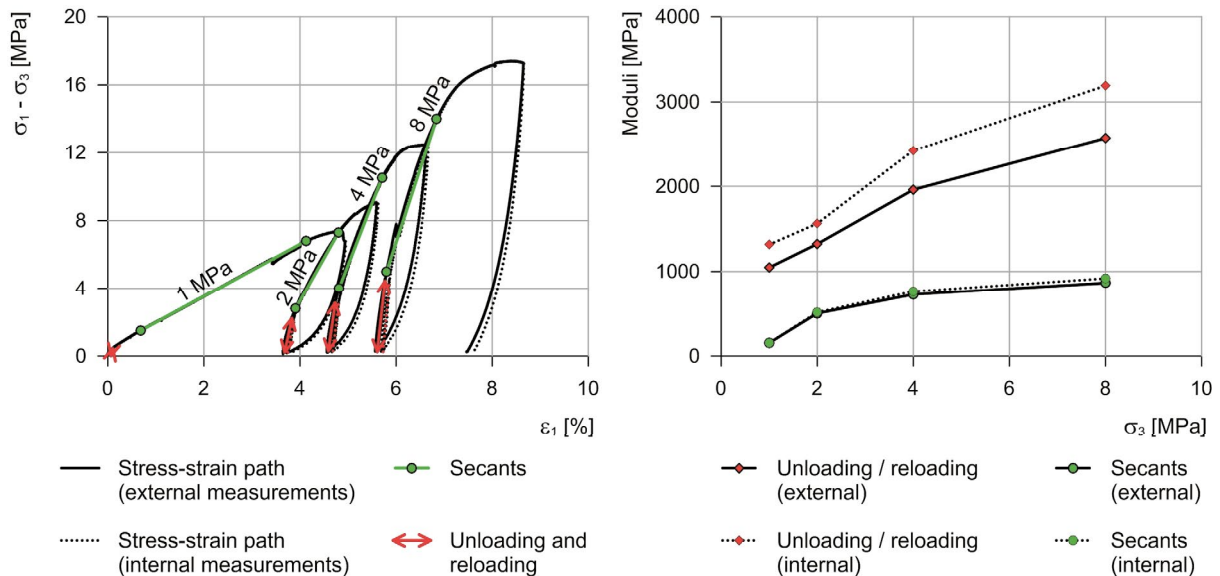 σ₁ - σ₃ [MPa]
20
16
12
8
4
0
1 MPa
2 MPa
4 MPa
8 MPa
0 2 4 6 8 10
ε₁ [%]
Stress-strain path
(external measurements)
Secants
Stress-strain path
(internal measurements)
Unloading and
reloading
Moduli [MPa]
4000
3000
2000
1000
0
0 2 4 6 8 10
σ₃ [MPa]
Unloading / reloading
(external)
Secants
(external)
Unloading / reloading
(internal)
Secants
(internal)